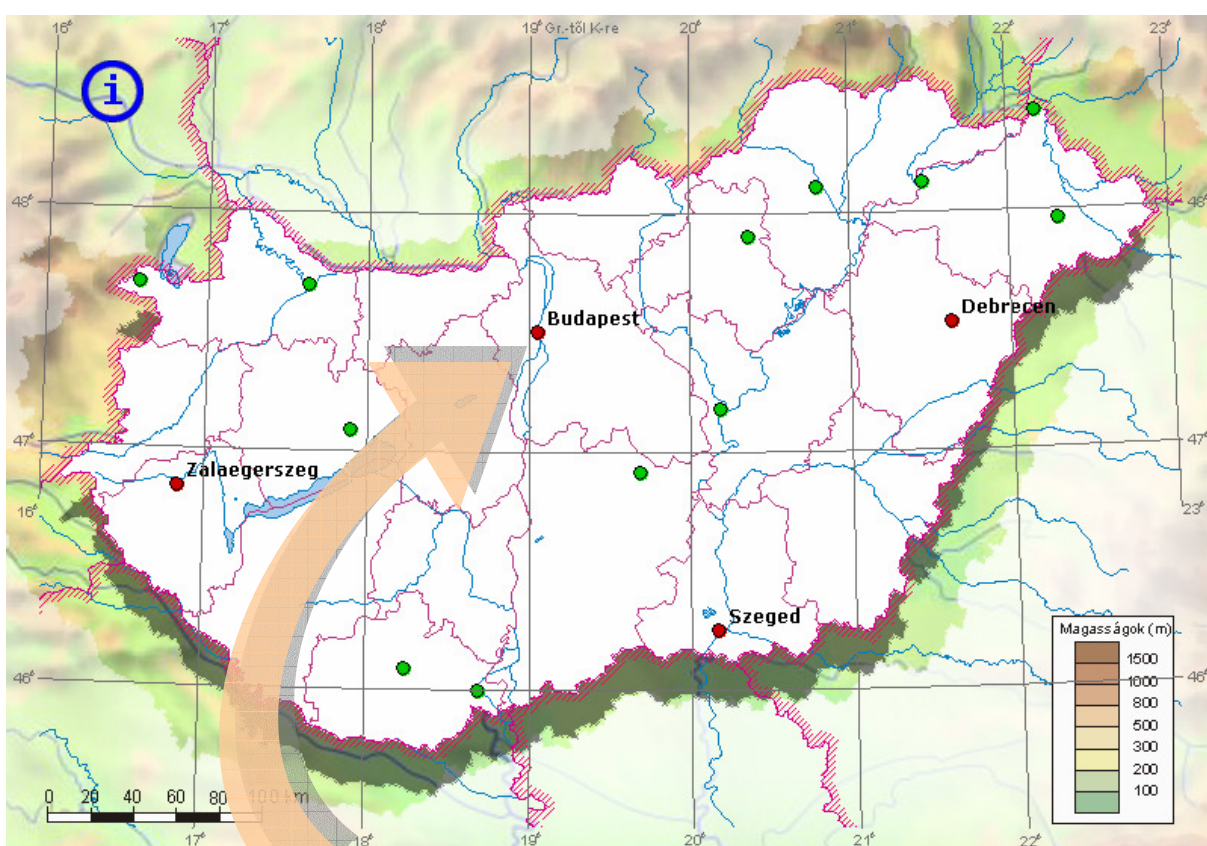 16° 17° 18° 19° Gr.-től K-re 20° 21° 22° 23°
i
48° 48°
Debrecen
Budapest
47° 47°
Zalaegerszeg
16° 23°
Szeged
Magasságok (m)
1500
1000
800
500
300
200
100
46° 46°
0 20 40 60 80 100 km
17° 18° 19° 20° 21° 22°